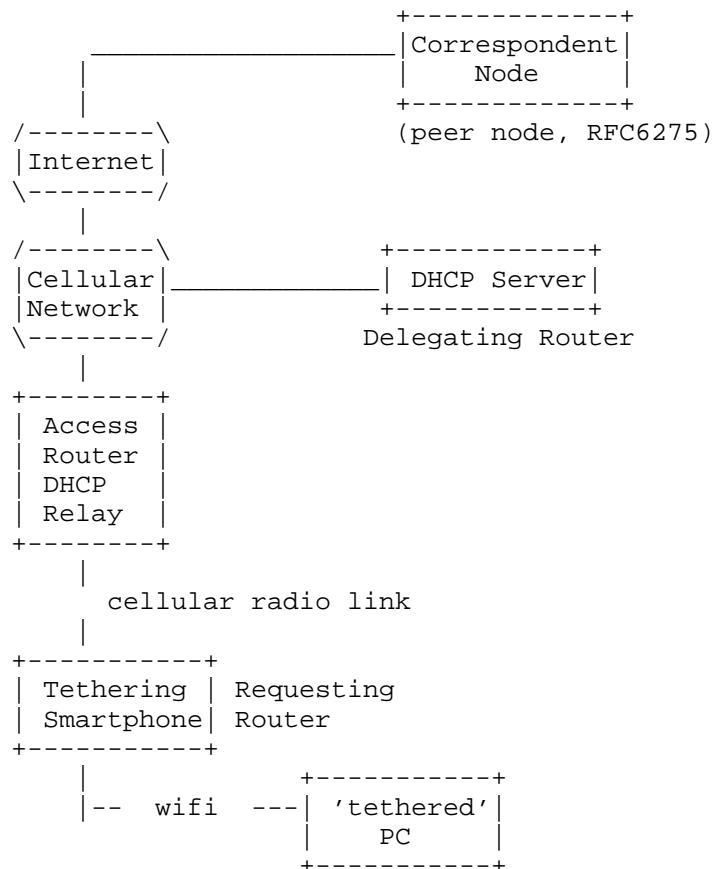 Correspondent
Node
(peer node, RFC6275)
Internet
Cellular
Network
DHCP Server
Delegating Router
Access
Router
DHCP
Relay
cellular radio link
Tethering
Smartphone
Requesting
Router
wifi
'tethered'
PC